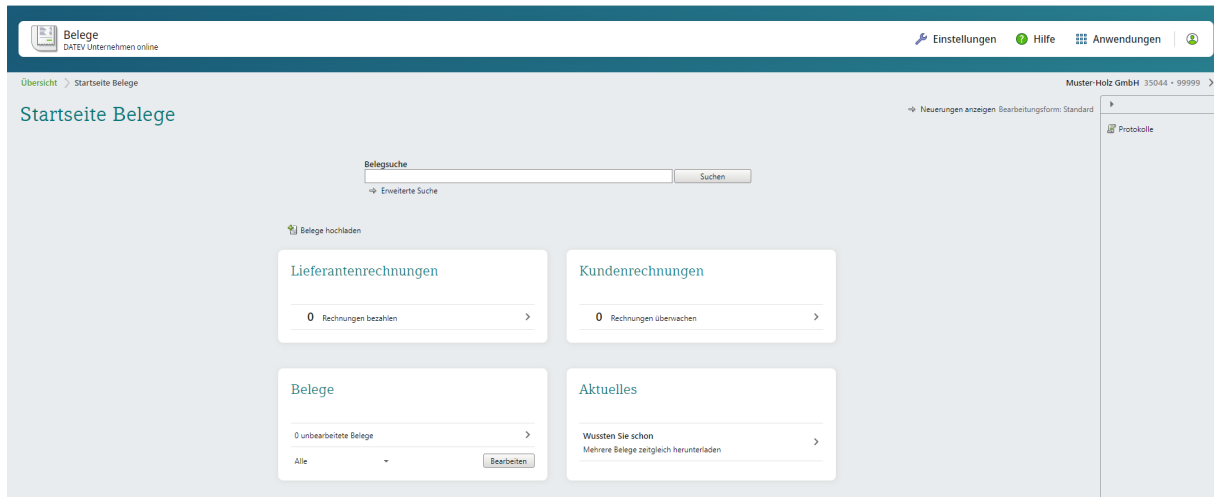 Belege
DATEV Unternehmen online
Einstellungen
Hilfe
Anwendungen
Übersicht > Startseite Belege
Muster-Holz GmbH 35044 • 99999 >
Startseite Belege
Neuerungen anzeigen Bearbeitungsform: Standard
Protokolle
Belegsuche
Suchen
Erweiterte Suche
Belege hochladen
Lieferantenrechnungen
0 Rechnungen bezahlen
Kundenrechnungen
0 Rechnungen überwachen
Belege
0 unbearbeitete Belege
Alle
Bearbeiten
Aktuelles
Wussten Sie schon
Mehrere Belege zeitgleich herunterladen